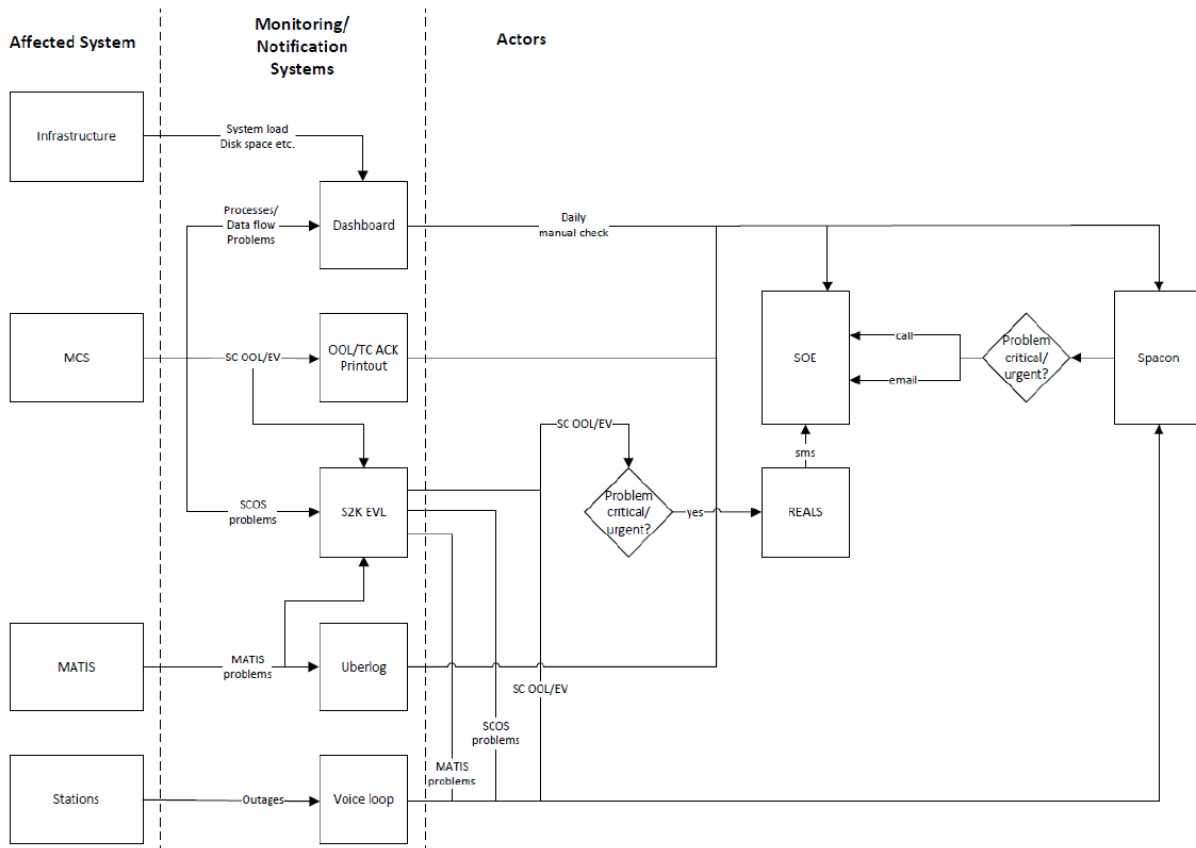 Affected System
Monitoring/
Notification
Systems
Actors
Infrastructure
System load
Disk space etc.
Processes/
Data flow
Problems
Dashboard
Daily
manual check
MCS
SC OOL/EV
OOL/TC ACK
Printout
SOE
call
email
Problem
critical/
urgent?
Spacon
SC OOL/EV
sms
SCOS
problems
S2K EVL
Problem
critical/
urgent?
yes
REALS
MATIS
MATIS
problems
Uberlog
SC OOL/EV
SCOS
problems
MATIS
problems
Stations
Outages
Voice loop